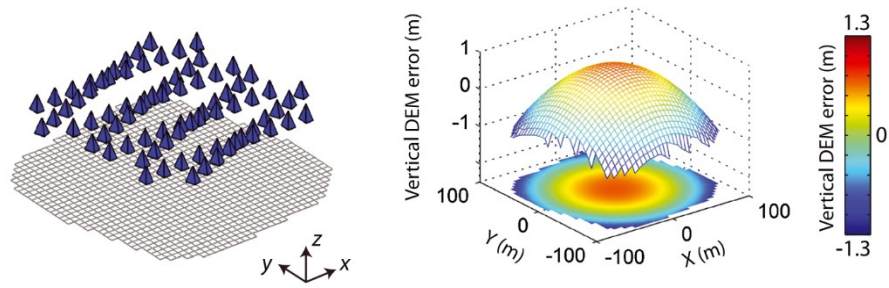 z
y
x
Vertical DEM error (m)
1
0
-1
100
0
-100
Y (m)
-100
0
100
X (m)
1.3
Vertical DEM error (m)
0
-1.3